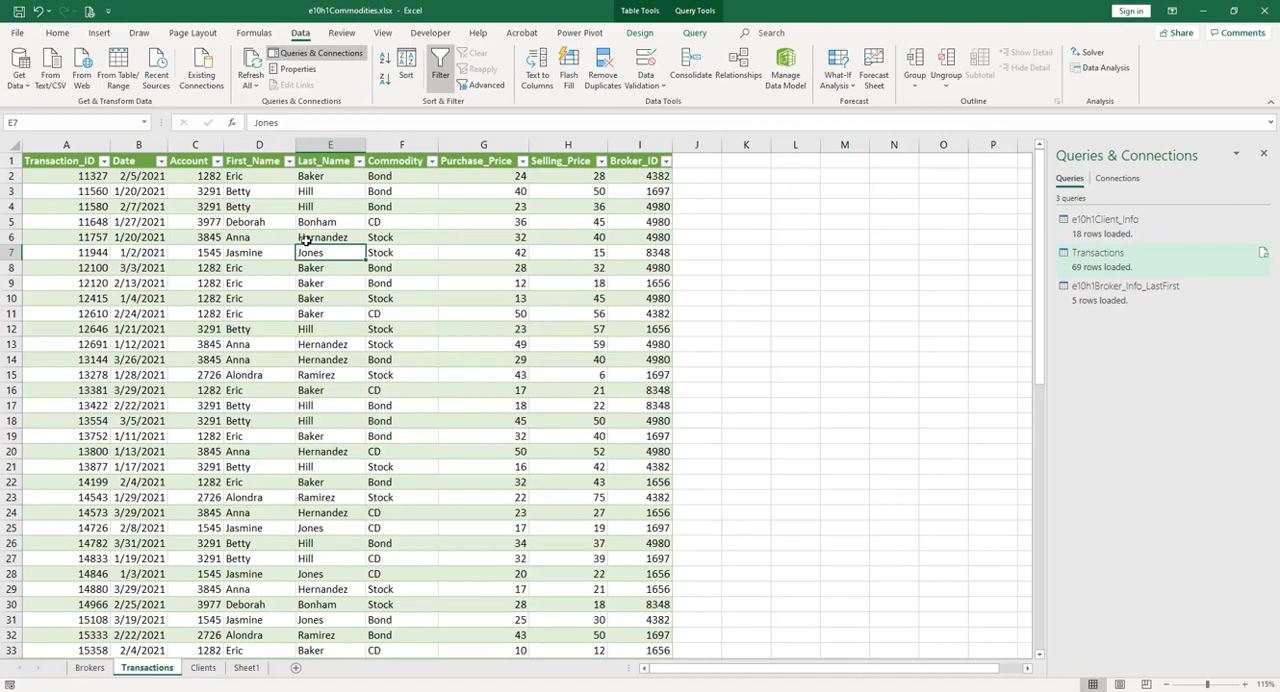 e10h1Commodities.xlsx - Excel
Table Tools Query Tools
Sign in
File Home Insert Draw Page Layout Formulas Data Review View Developer Help Acrobat Power Pivot Design Query Search Share Comments
Get Data From Text/CSV From Web From Table/Range Recent Sources Existing Connections
Get & Transform Data
Refresh All Queries & Connections Properties Edit Links
Queries & Connections
Sort Filter Clear Reapply Advanced
Sort & Filter
Text to Columns Flash Fill Remove Duplicates Data Validation Consolidate Relationships Manage Data Model
Data Tools
What-If Analysis Forecast Sheet
Forecast
Group Ungroup Subtotal Show Detail Hide Detail
Outline
Solver Data Analysis
Analysis
E7 fx Jones
A B C D E F G H I J K L M N O P
1 Transaction_ID Date Account First_Name Last_Name Commodity Purchase_Price Selling_Price Broker_ID
2 11327 2/5/2021 1282 Eric Baker Bond 24 28 4382
3 11560 1/20/2021 3291 Betty Hill Bond 40 50 1697
4 11580 2/7/2021 3291 Betty Hill Bond 23 36 4980
5 11648 1/27/2021 3977 Deborah Bonham CD 36 45 4980
6 11757 1/20/2021 3845 Anna Hernandez Stock 32 40 4980
7 11944 1/2/2021 1545 Jasmine Jones Stock 42 15 8348
8 12100 3/3/2021 1282 Eric Baker Bond 28 32 4980
9 12120 2/13/2021 1282 Eric Baker Bond 12 18 1656
10 12415 1/4/2021 1282 Eric Baker Stock 13 45 4980
11 12610 2/24/2021 1282 Eric Baker CD 50 56 4382
12 12646 1/21/2021 3291 Betty Hill Stock 23 57 1656
13 12691 1/12/2021 3845 Anna Hernandez Stock 49 59 4980
14 13144 3/26/2021 3845 Anna Hernandez Bond 29 40 4980
15 13278 1/28/2021 2726 Alondra Ramirez Stock 43 6 4980
16 13381 3/29/2021 1282 Eric Baker CD 17 21 8348
17 13422 2/22/2021 3291 Betty Hill Bond 18 22 8348
18 13554 3/5/2021 3291 Betty Hill Bond 45 50 4980
19 13752 1/11/2021 1282 Eric Baker Bond 32 40 1697
20 13800 1/13/2021 3845 Anna Hernandez CD 50 52 4980
21 13877 1/17/2021 3291 Betty Hill Stock 16 42 4382
22 14199 2/4/2021 1282 Eric Baker Bond 32 43 1656
23 14543 1/29/2021 2726 Alondra Ramirez Stock 22 75 4382
24 14573 3/29/2021 3845 Anna Hernandez CD 23 27 1656
25 14726 2/8/2021 1545 Jasmine Jones CD 17 19 1697
26 14782 3/31/2021 3291 Betty Hill Bond 34 37 4980
27 14833 1/19/2021 3291 Betty Hill CD 32 39 1697
28 14846 1/3/2021 1545 Jasmine Jones CD 20 22 1656
29 14880 3/29/2021 3845 Anna Hernandez Stock 17 21 1656
30 14966 2/25/2021 3977 Deborah Bonham Stock 28 18 8348
31 15108 3/19/2021 1545 Jasmine Jones Bond 25 30 4382
32 15333 2/22/2021 2726 Alondra Ramirez Bond 43 50 1697
33 15358 2/4/2021 1282 Eric Baker CD 10 12 1656
Brokers Transactions Clients Sheet1
Queries & Connections
Queries Connections
3 queries
e10h1Client_Info
18 rows loaded.
Transactions
69 rows loaded.
e10h1Broker_Info_LastFirst
5 rows loaded.
115%